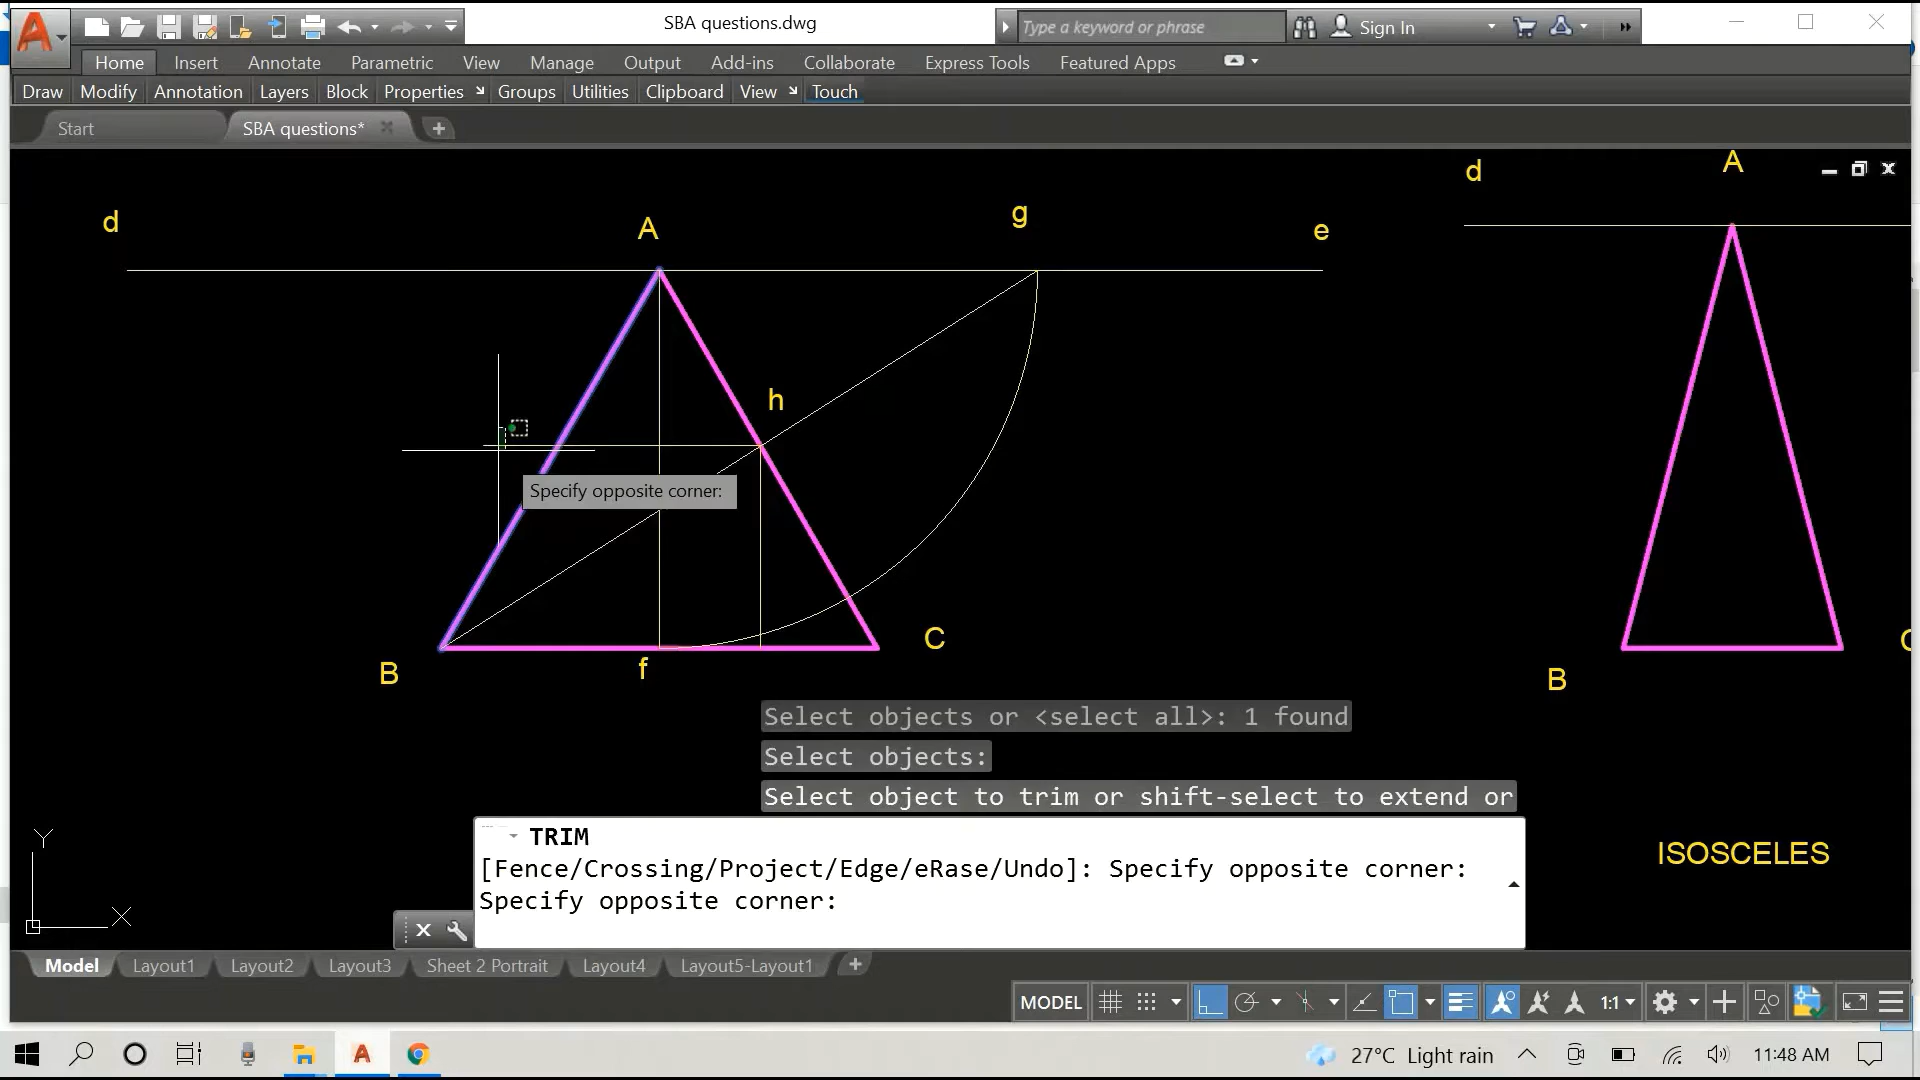 SBA questions.dwg
Type a keyword or phrase
Sign In
Home Insert Annotate Parametric View Manage Output Add-ins Collaborate Express Tools Featured Apps
Draw Modify Annotation Layers Block Properties Groups Utilities Clipboard View Touch
Start SBA questions*
d A g e d A
h
Specify opposite corner:
B f C B
Select objects or <select all>: 1 found
Select objects:
Select object to trim or shift-select to extend or
TRIM
[Fence/Crossing/Project/Edge/eRase/Undo]: Specify opposite corner:
Specify opposite corner:
ISOSCELES
Y
X
Model Layout1 Layout2 Layout3 Sheet 2 Portrait Layout4 Layout5-Layout1
MODEL 1:1
27°C Light rain 11:48 AM